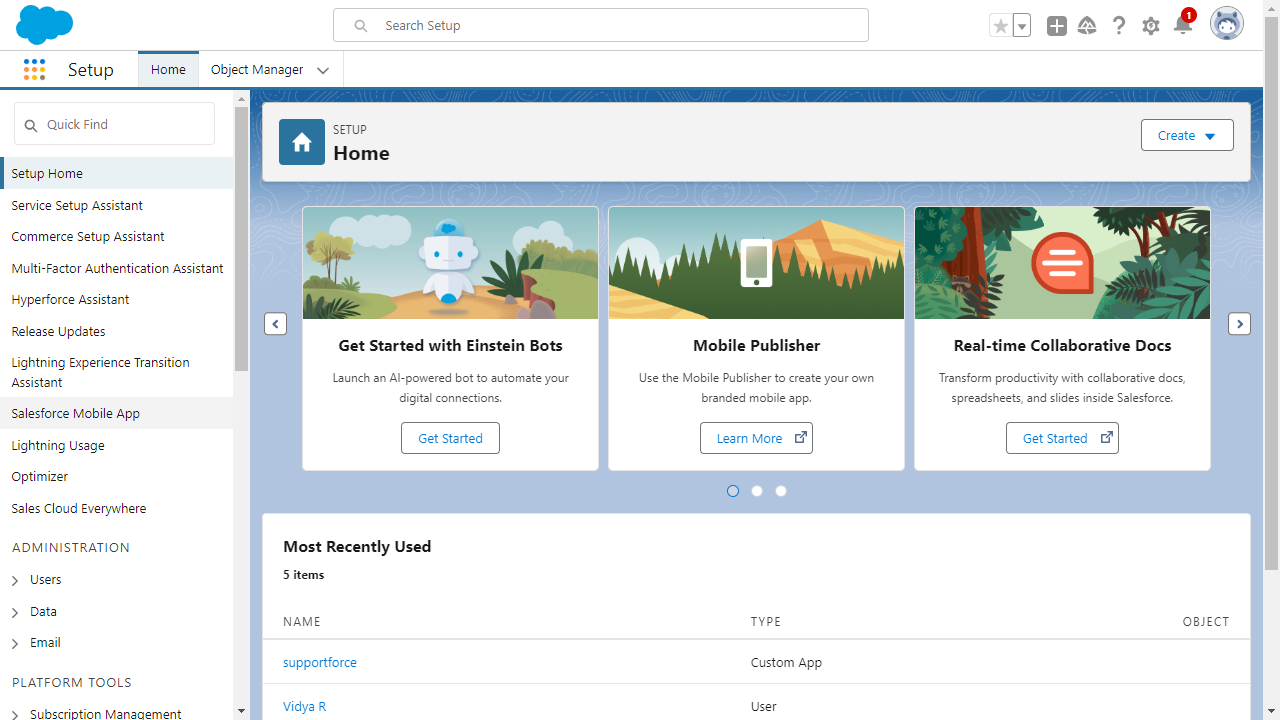 Search Setup
1
Setup
Home
Object Manager
Quick Find
Setup Home
Service Setup Assistant
Commerce Setup Assistant
Multi-Factor Authentication Assistant
Hyperforce Assistant
Release Updates
Lightning Experience Transition
Assistant
Salesforce Mobile App
Lightning Usage
Optimizer
Sales Cloud Everywhere
ADMINISTRATION
Users
Data
Email
PLATFORM TOOLS
Subscription Management
SETUP
Home
Create
Get Started with Einstein Bots
Launch an AI-powered bot to automate your
digital connections.
Get Started
Mobile Publisher
Use the Mobile Publisher to create your own
branded mobile app.
Learn More
Real-time Collaborative Docs
Transform productivity with collaborative docs,
spreadsheets, and slides inside Salesforce.
Get Started
Most Recently Used
5 items
NAME TYPE OBJECT
supportforce Custom App
Vidya R User